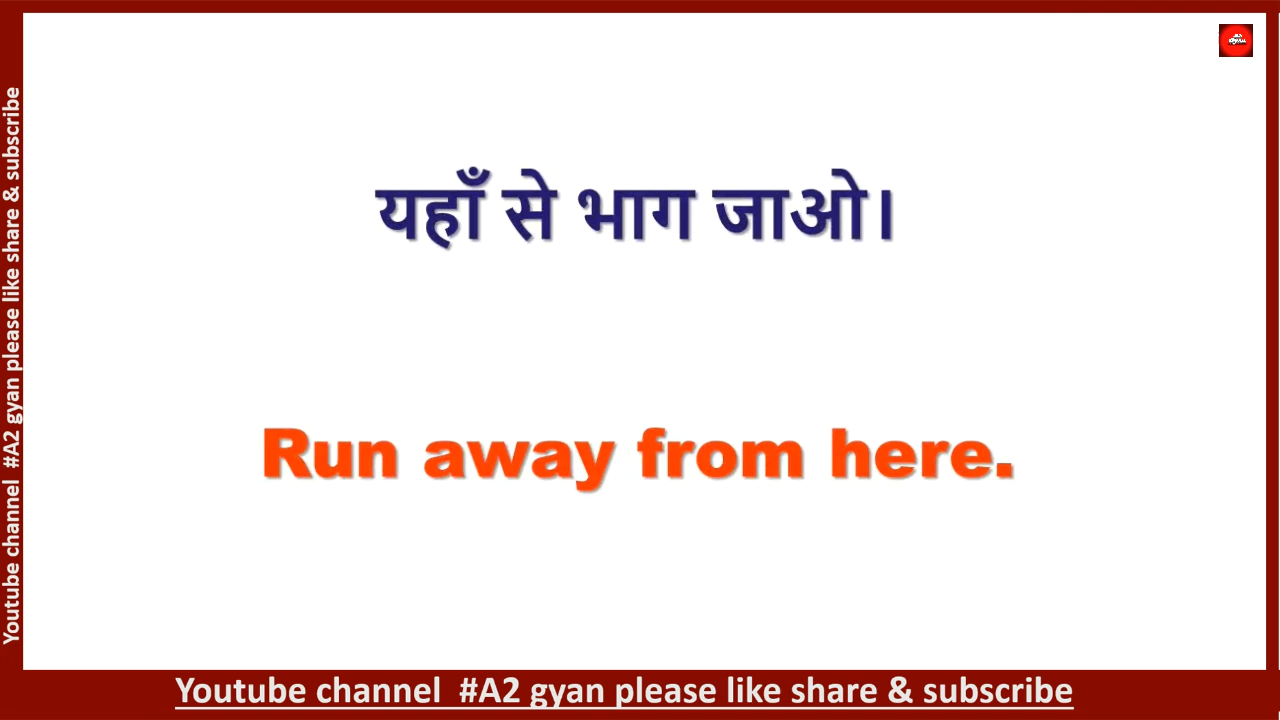 यहाँ से भाग जाओ।
Run away from here.
Youtube channel #A2 gyan please like share & subscribe
Youtube channel #A2 gyan please like share & subscribe